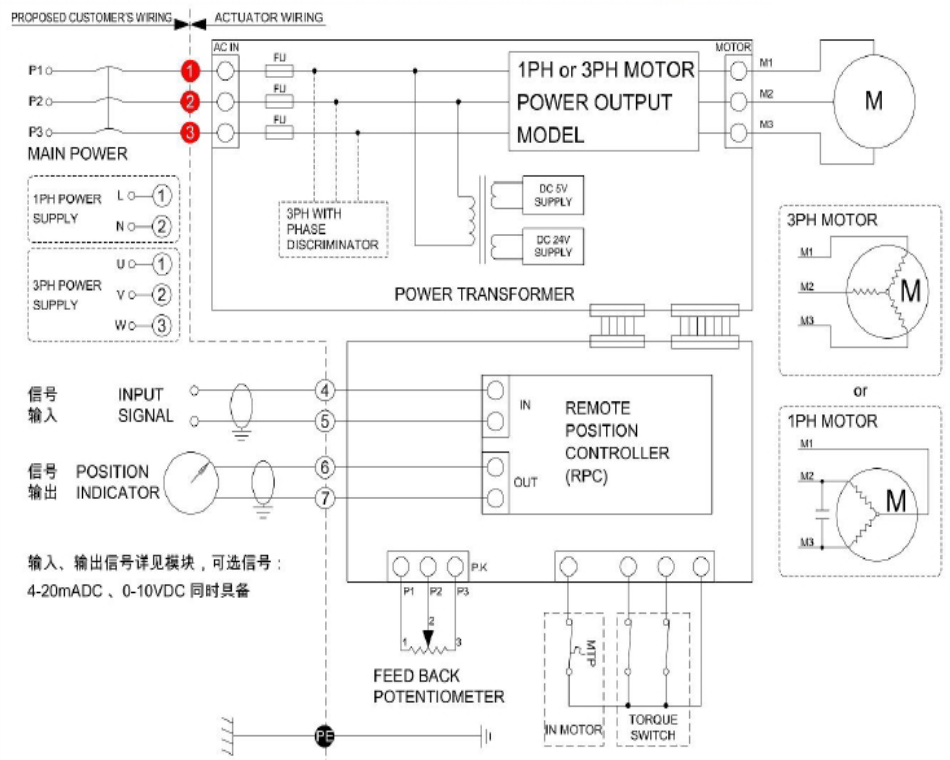 PROPOSED CUSTOMER'S WIRING
ACTUATOR WIRING
AC IN
MOTOR
P1
1
FU
M1
P2
2
FU
M2
P3
3
FU
M3
1PH or 3PH MOTOR
POWER OUTPUT
MODEL
M
MAIN POWER
1PH POWER
SUPPLY
L
1
N
2
3PH POWER
SUPPLY
U
1
V
2
W
3
3PH WITH
PHASE
DISCRIMINATOR
DC 5V
SUPPLY
DC 24V
SUPPLY
POWER TRANSFORMER
3PH MOTOR
M1
M2
M3
M
or
1PH MOTOR
M1
M2
M3
M
信号
输入
INPUT
SIGNAL
4
5
IN
信号
输出
POSITION
INDICATOR
6
7
OUT
REMOTE
POSITION
CONTROLLER
(RPC)
输入、输出信号详见模块，可选信号：
4-20mADC 、0-10VDC 同时具备
P.K
P1
P2
P3
1
2
3
FEED BACK
POTENTIOMETER
MTP
IN MOTOR
TORQUE
SWITCH
PE